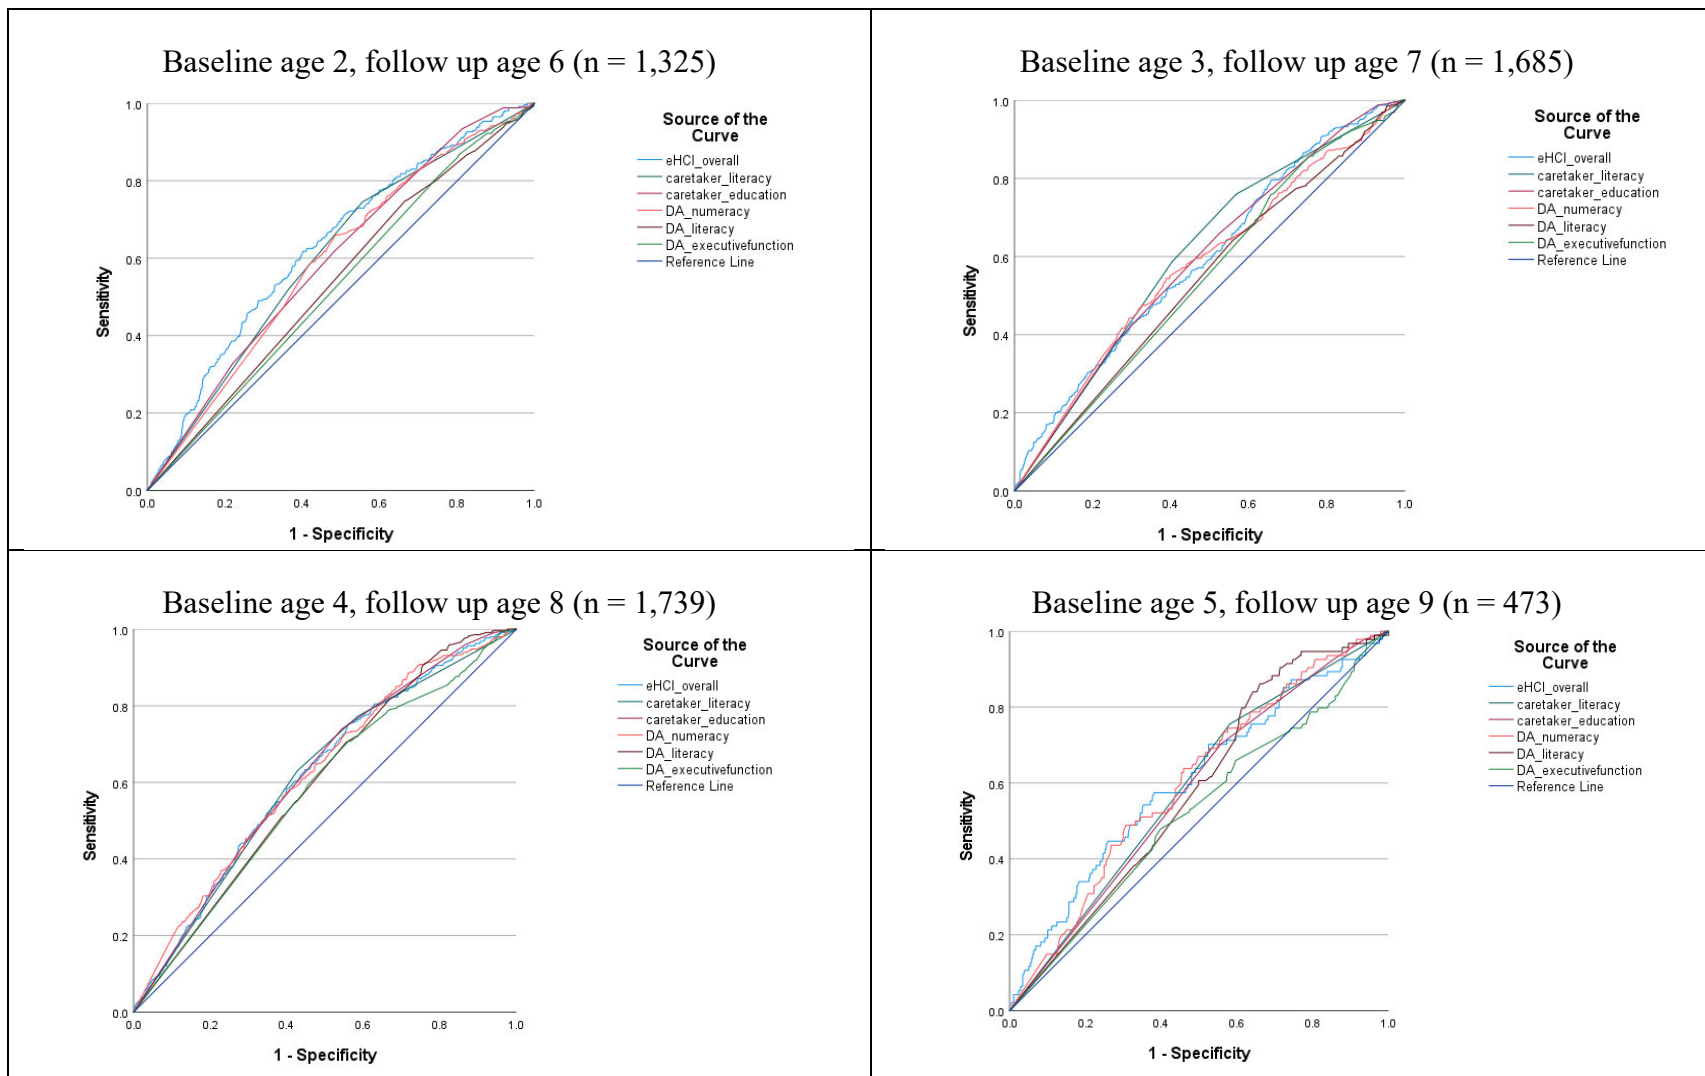 Baseline age 2, follow up age 6 (n = 1,325)
1.0
0.8
0.6
0.4
0.2
0.0
Sensitivity
0.0 0.2 0.4 0.6 0.8 1.0
1 - Specificity
Source of the
Curve
eHCI_overall
caretaker_literacy
caretaker_education
DA_numeracy
DA_literacy
DA_executivefunction
Reference Line
Baseline age 3, follow up age 7 (n = 1,685)
1.0
0.8
0.6
0.4
0.2
0.0
Sensitivity
0.0 0.2 0.4 0.6 0.8 1.0
1 - Specificity
Source of the
Curve
eHCI_overall
caretaker_literacy
caretaker_education
DA_numeracy
DA_literacy
DA_executivefunction
Reference Line
Baseline age 4, follow up age 8 (n = 1,739)
1.0
0.8
0.6
0.4
0.2
0.0
Sensitivity
0.0 0.2 0.4 0.6 0.8 1.0
1 - Specificity
Source of the
Curve
eHCI_overall
caretaker_literacy
caretaker_education
DA_numeracy
DA_literacy
DA_executivefunction
Reference Line
Baseline age 5, follow up age 9 (n = 473)
1.0
0.8
0.6
0.4
0.2
0.0
Sensitivity
0.0 0.2 0.4 0.6 0.8 1.0
1 - Specificity
Source of the
Curve
eHCI_overall
caretaker_literacy
caretaker_education
DA_numeracy
DA_literacy
DA_executivefunction
Reference Line